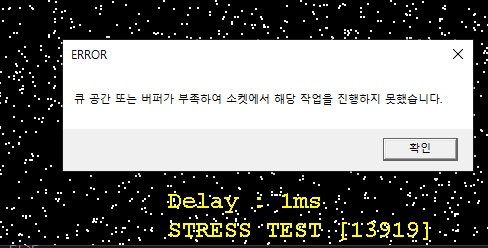 ERROR
큐 공간 또는 버퍼가 부족하여 소켓에서 해당 작업을 진행하지 못했습니다.
확인
Delay : 1ms
STRESS TEST [13919]